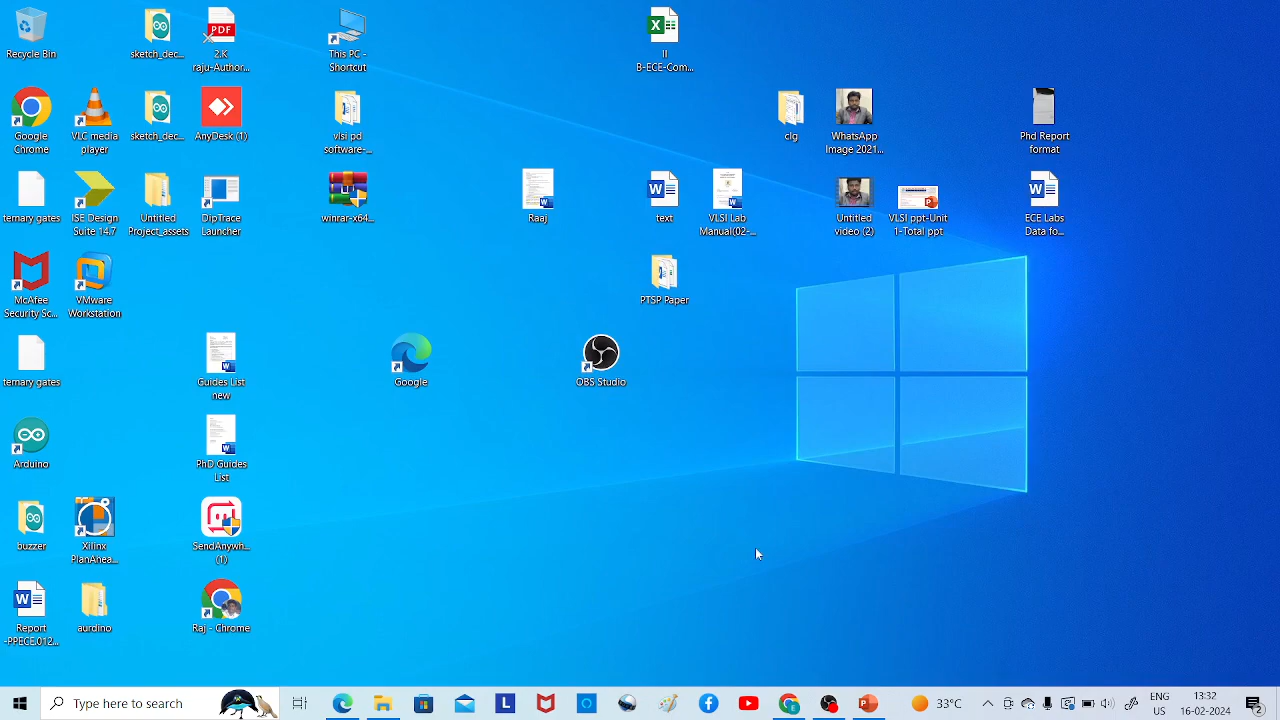 Recycle Bin
sketch_dec...
2.K
raju-Author...
This PC -
Shortcut
II
B-ECE-Com...
Google
Chrome
VLC media
player
sketch_dec...
AnyDesk (1)
vlsi pd
software-...
clg
WhatsApp
Image 2021...
Phd Report
format
ternary gates
ISE Design
Suite 14.7
Untitled
Project_assets
DipTrace
Launcher
winrar-x64...
Raaj
text
VLSI Lab
Manual(02-...
Untitled
video (2)
VLSI ppt-Unit
1-Total ppt
ECE Labs
Data fo...
McAfee
Security Sc...
VMware
Workstation
PTSP Paper
ternary gates
Guides List
new
Google
OBS Studio
Arduino
PhD Guides
List
buzzer
Xilinx
PlanAhea...
SendAnywh...
(1)
Report
-PPECE.012...
aurdino
Raj - Chrome
Type here to search
ENG
US
16-02-2024
2